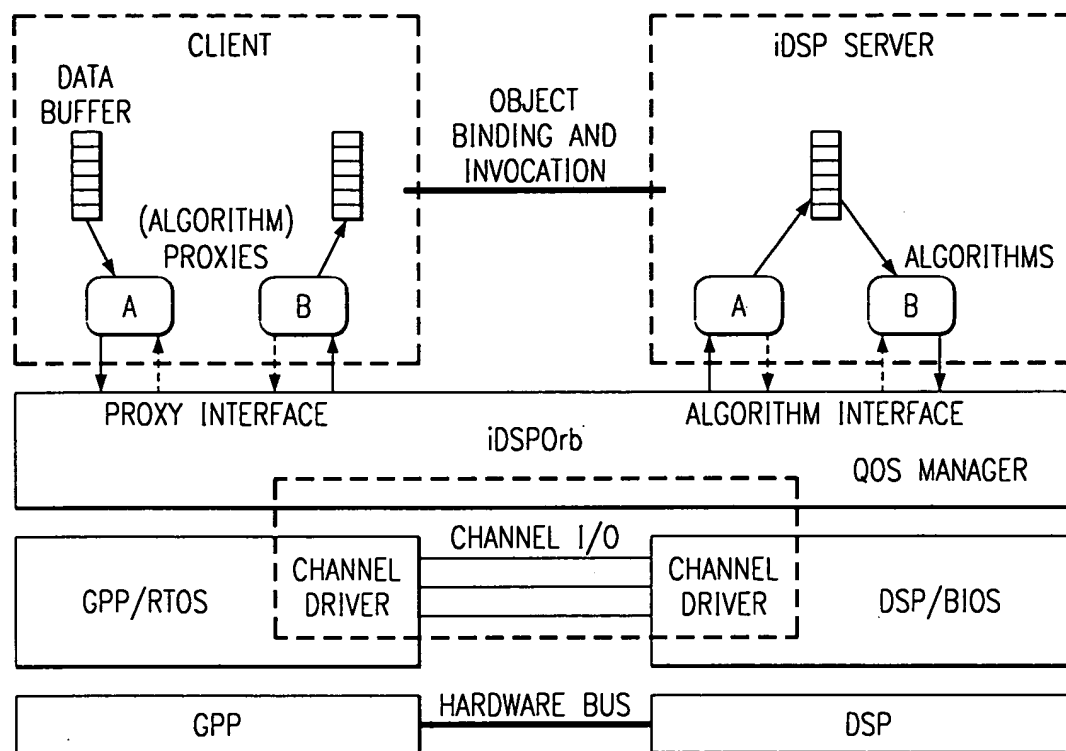 CLIENT
iDSP SERVER
DATA
BUFFER
OBJECT
BINDING AND
INVOCATION
(ALGORITHM)
PROXIES
ALGORITHMS
A
B
A
B
PROXY INTERFACE
ALGORITHM INTERFACE
iDSPOrb
QOS MANAGER
CHANNEL I/O
GPP/RTOS
CHANNEL
DRIVER
CHANNEL
DRIVER
DSP/BIOS
GPP
HARDWARE BUS
DSP